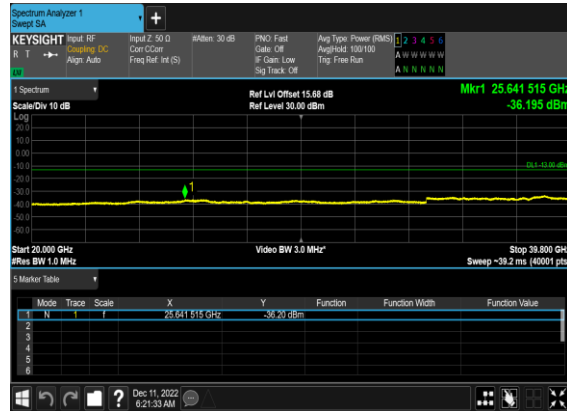 Spectrum Analyzer 1
Swept SA
KEYSIGHT Input: RF Input Z: 50 Ω #Atten: 30 dB PNO: Fast Avg Type: Power (RMS) 1 2 3 4 5 6
R T Coupling: DC Corr CCorr Gate: Off Avg|Hold: 100/100 A W W W W W
Align: Auto Freq Ref: Int (S) IF Gain: Low Trig: Free Run
Sig Track: Off A N N N N N
1 Spectrum Ref Lvl Offset 15.68 dB Mkr1 25.641 515 GHz
Scale/Div 10 dB Ref Level 30.00 dBm -36.195 dBm
Log
20.0
10.0
0.00
-10.0 DL1 -13.00 dBm
-20.0
-30.0 1
-40.0
-50.0
-60.0
Start 20.000 GHz Video BW 3.0 MHz* Stop 39.800 GHz
#Res BW 1.0 MHz Sweep ~39.2 ms (40001 pts)
5 Marker Table
Mode Trace Scale X Y Function Function Width Function Value
1 N 1 f 25.641 515 GHz -36.20 dBm
2
3
4
5
6
? Dec 11, 2022
6:21:33 AM